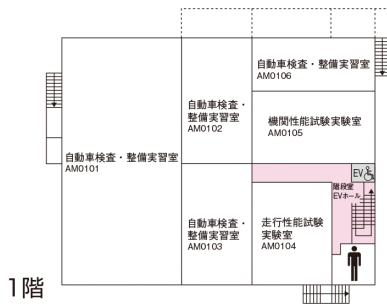 自動車検査・整備実習室
AM0106
自動車検査・
整備実習室
AM0102
機関性能試験実験室
AM0105
自動車検査・整備実習室
AM0101
EV
階段室
EVホール
自動車検査・
整備実習室
AM0103
走行性能試験
実験室
AM0104
1階